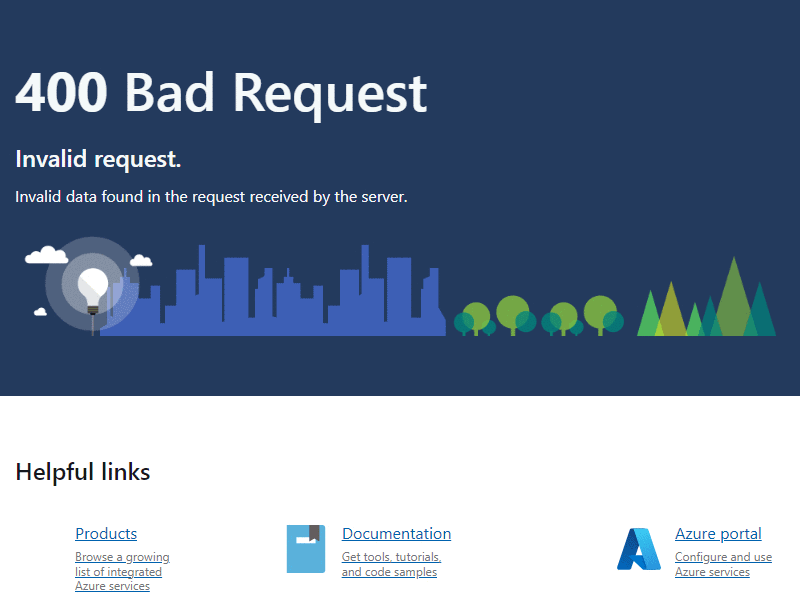 400 Bad Request
Invalid request.
Invalid data found in the request received by the server.
Helpful links
Products
Browse a growing
list of integrated
Azure services
Documentation
Get tools, tutorials,
and code samples
Azure portal
Configure and use
Azure services